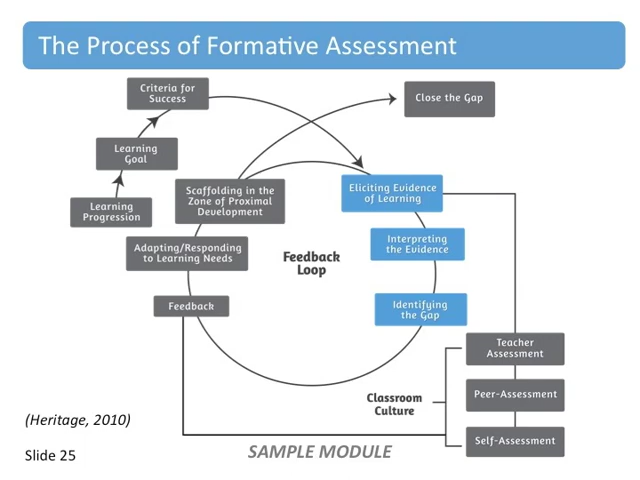 The Process of Formative Assessment
Criteria for
Success
Close the Gap
Learning
Goal
Scaffolding in the
Zone of Proximal
Development
Eliciting Evidence
of Learning
Learning
Progression
Adapting/Responding
to Learning Needs
Feedback
Loop
Interpreting
the Evidence
Feedback
Identifying
the Gap
Teacher
Assessment
Classroom
Culture
Peer-Assessment
(Heritage, 2010)
Self-Assessment
Slide 25
SAMPLE MODULE